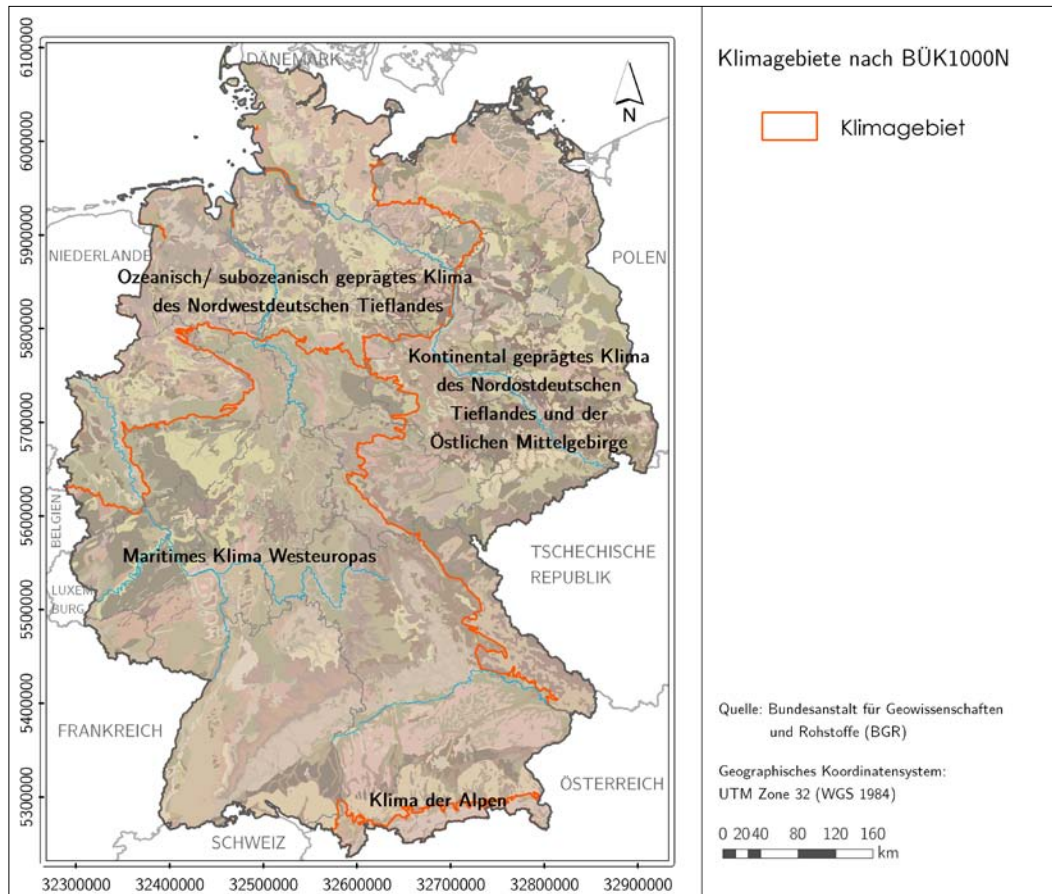 Klimagebiete nach BÜK1000N
Klimagebiet
N
DÄNEMARK
NIEDERLANDE
POLEN
Ozeanisch/ subozeanisch geprägtes Klima
des Nordwestdeutschen Tieflandes
Kontinental geprägtes Klima
des Nordostdeutschen
Tieflandes und der
Östlichen Mittelgebirge
BELGIEN
Maritimes Klima Westeuropas
TSCHECHISCHE
REPUBLIK
LUXEM
BURG
FRANKREICH
ÖSTERREICH
Klima der Alpen
SCHWEIZ
6100000
6000000
5900000
5800000
5700000
5600000
5500000
5400000
5300000
32300000 32400000 32500000 32600000 32700000 32800000 32900000
Quelle: Bundesanstalt für Geowissenschaften
und Rohstoffe (BGR)
Geographisches Koordinatensystem:
UTM Zone 32 (WGS 1984)
0 20 40 80 120 160
km